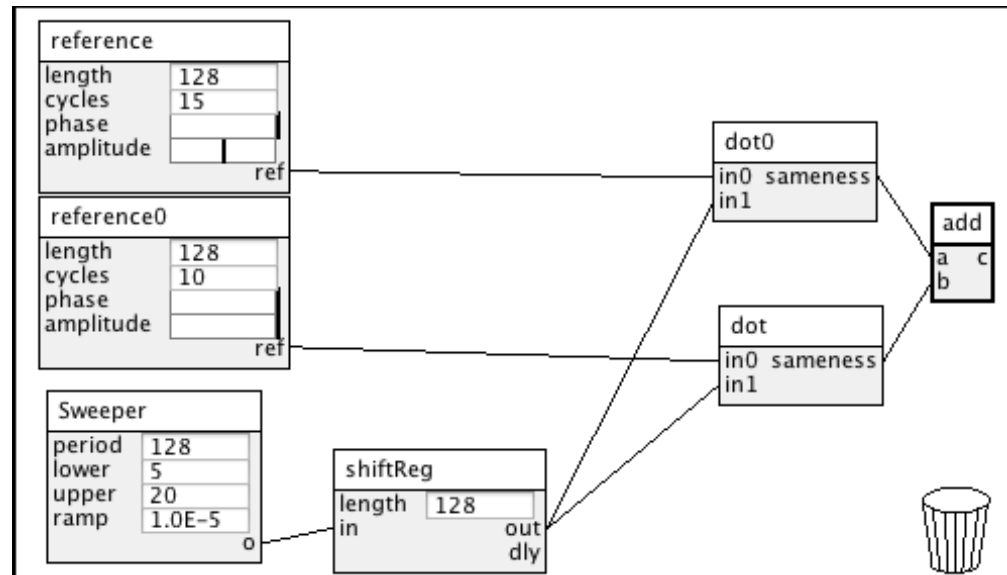 reference
length 128
cycles 15
phase
amplitude
ref
reference0
length 128
cycles 10
phase
amplitude
ref
Sweeper
period 128
lower 5
upper 20
ramp 1.0E-5
o
shiftReg
length 128
in out
dly
dot0
in0 sameness
in1
dot
in0 sameness
in1
add
a c
b